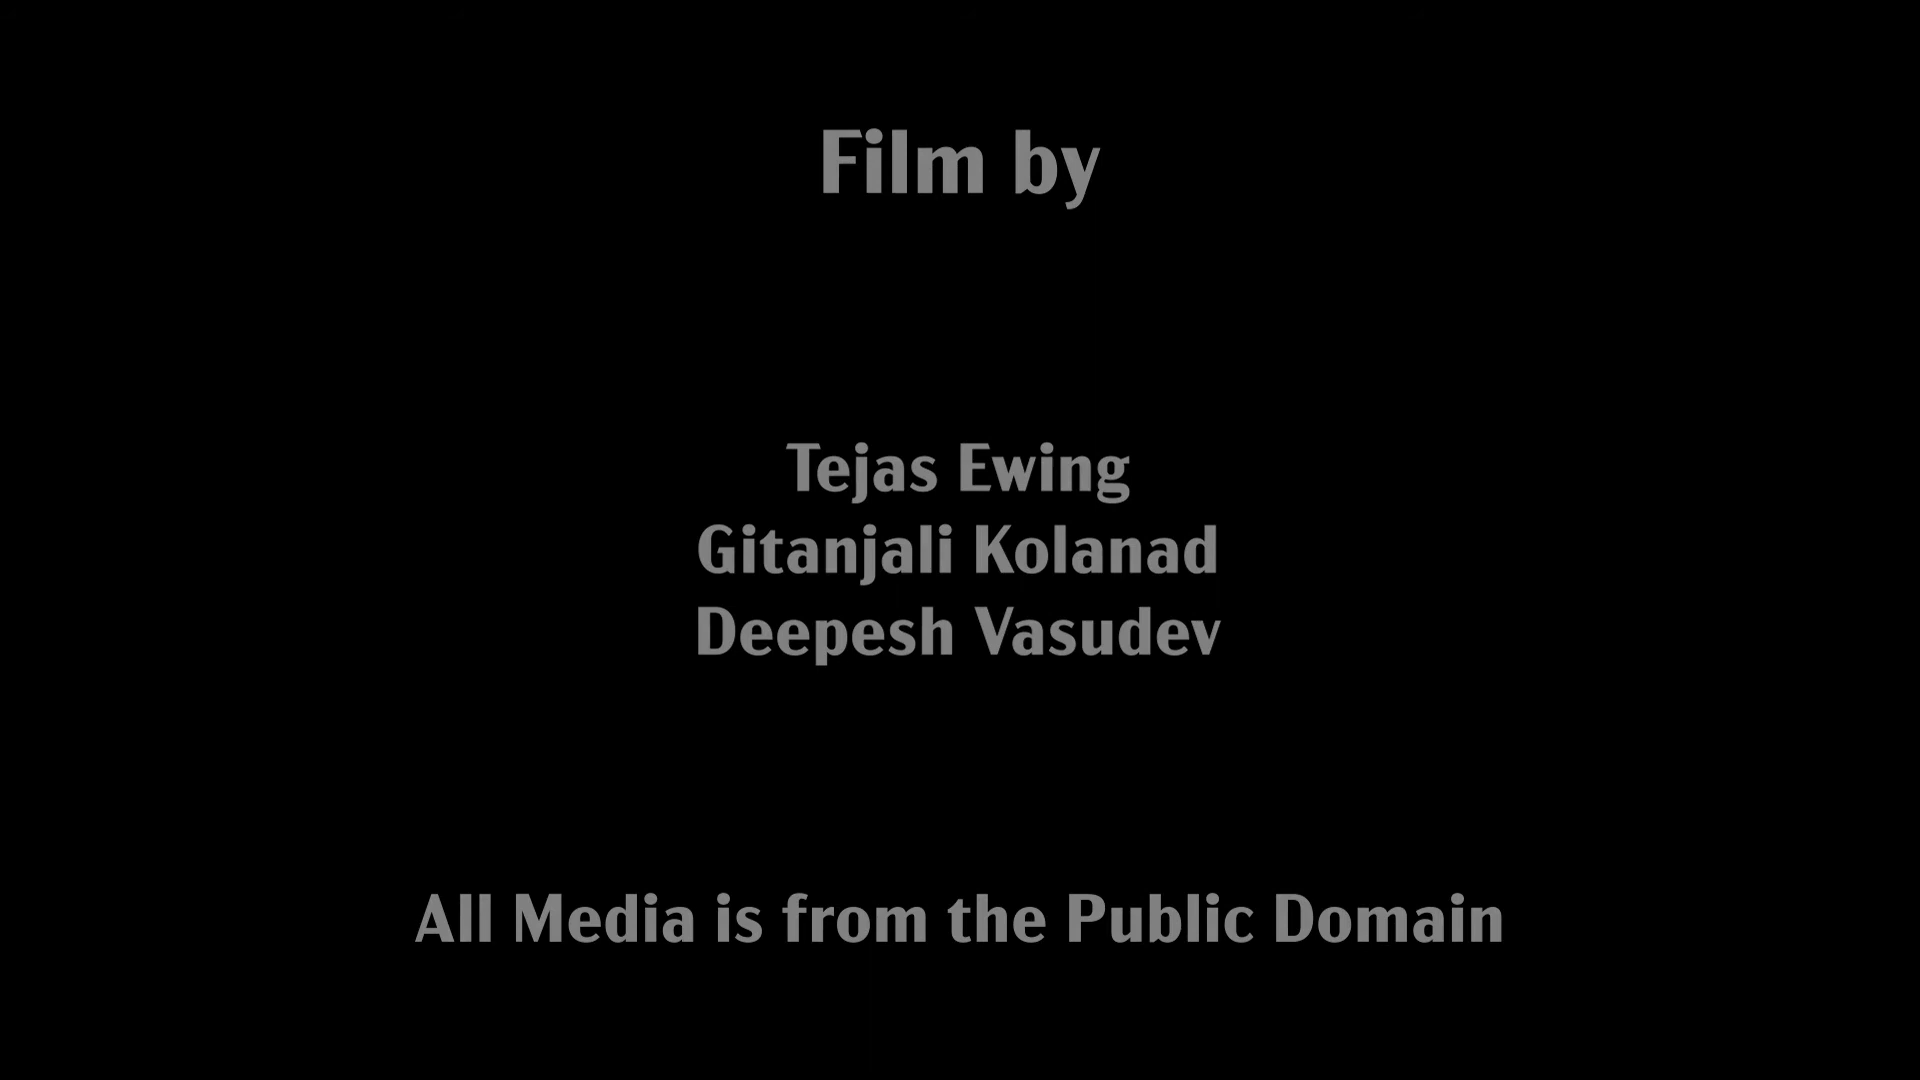 Film by
Tejas Ewing
Gitanjali Kolanad
Deepesh Vasudev
All Media is from the Public Domain